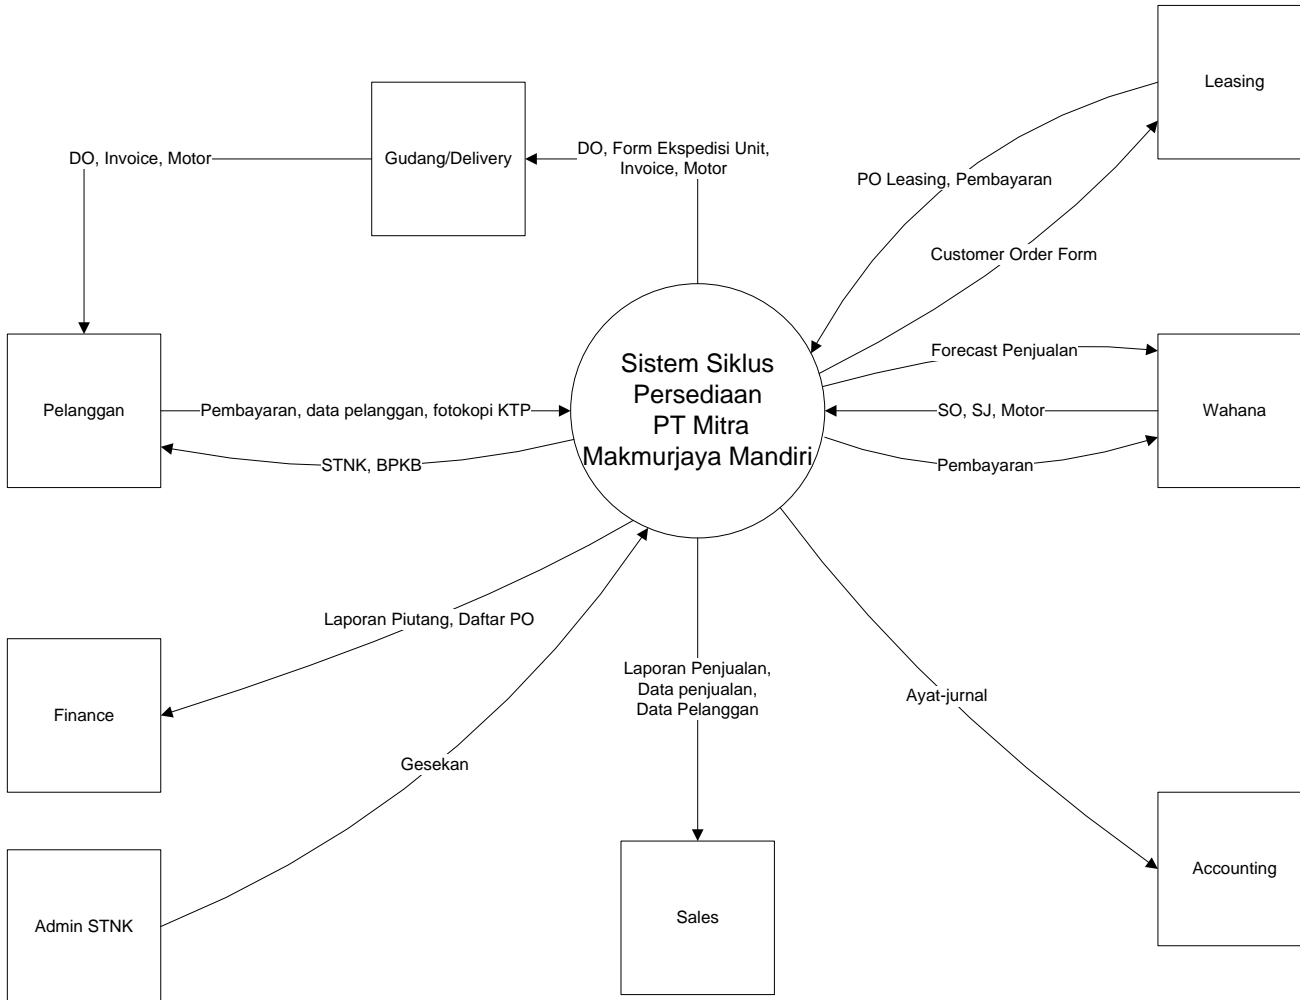 Leasing
Gudang/Delivery
DO, Invoice, Motor
DO, Form Ekspedisi Unit,
Invoice, Motor
PO Leasing, Pembayaran
Customer Order Form
Sistem Siklus
Persediaan
PT Mitra
Makmurjaya Mandiri
Forecast Penjualan
Pelanggan
Pembayaran, data pelanggan, fotokopi KTP
SO, SJ, Motor
Wahana
STNK, BPKB
Pembayaran
Laporan Piutang, Daftar PO
Laporan Penjualan,
Data penjualan,
Data Pelanggan
Ayat-jurnal
Finance
Gesekan
Accounting
Sales
Admin STNK